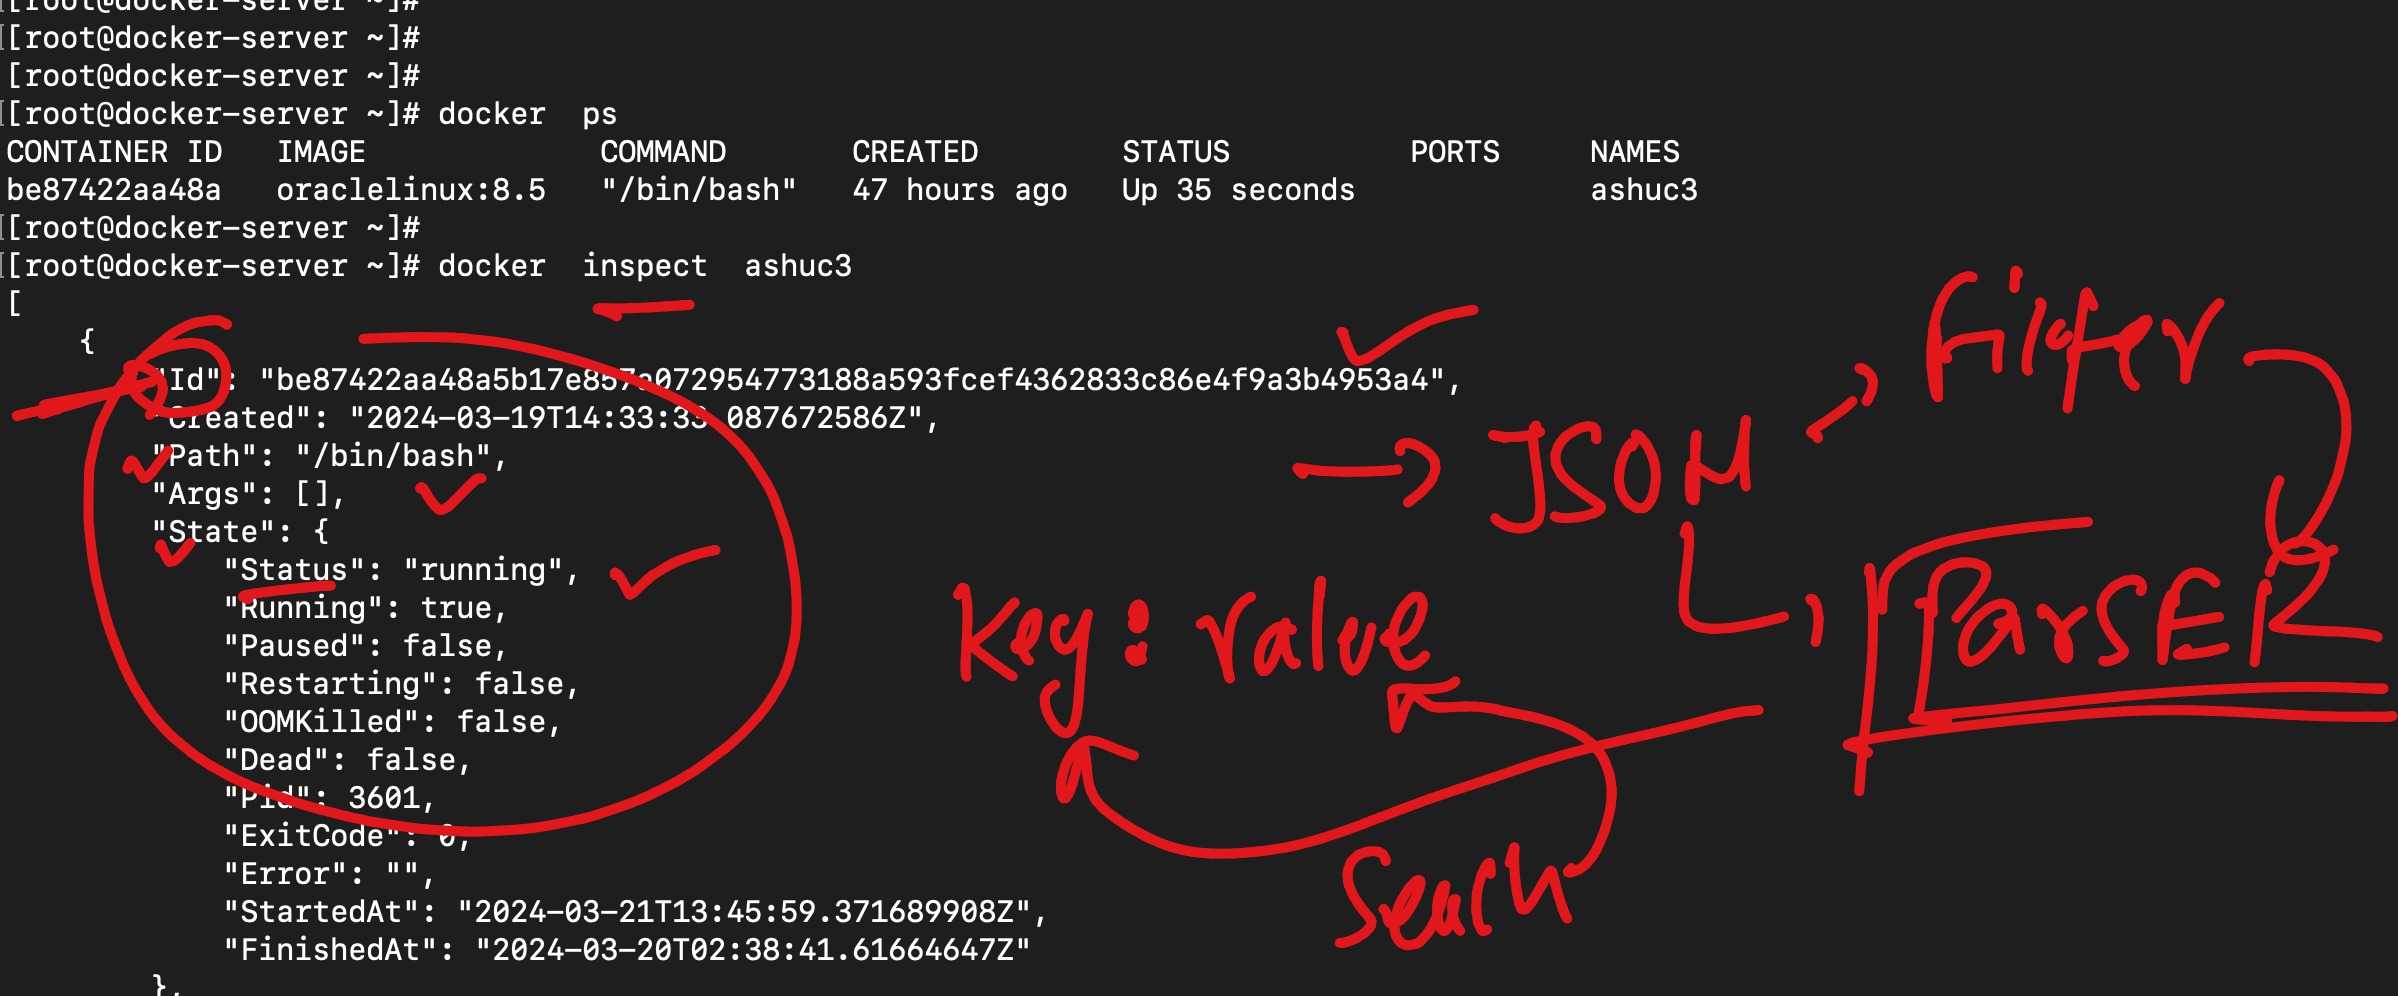 [root@docker-server ~]#
[root@docker-server ~]#
[root@docker-server ~]#
[root@docker-server ~]# docker  ps
CONTAINER ID   IMAGE             COMMAND       CREATED        STATUS          PORTS     NAMES
be87422aa48a   oraclelinux:8.5   "/bin/bash"   47 hours ago   Up 35 seconds             ashuc3
[root@docker-server ~]#
[root@docker-server ~]# docker  inspect  ashuc3
[
    {
        "Id": "be87422aa48a5b17e857a072954773188a593fcef4362833c86e4f9a3b4953a4",
        "Created": "2024-03-19T14:33:33.087672586Z",
        "Path": "/bin/bash",
        "Args": [],
        "State": {
            "Status": "running",
            "Running": true,
            "Paused": false,
            "Restarting": false,
            "OOMKilled": false,
            "Dead": false,
            "Pid": 3601,
            "ExitCode": 0,
            "Error": "",
            "StartedAt": "2024-03-21T13:45:59.371689908Z",
            "FinishedAt": "2024-03-20T02:38:41.61664647Z"
        },
Filter
JSON
ParSER
Key: value
Search